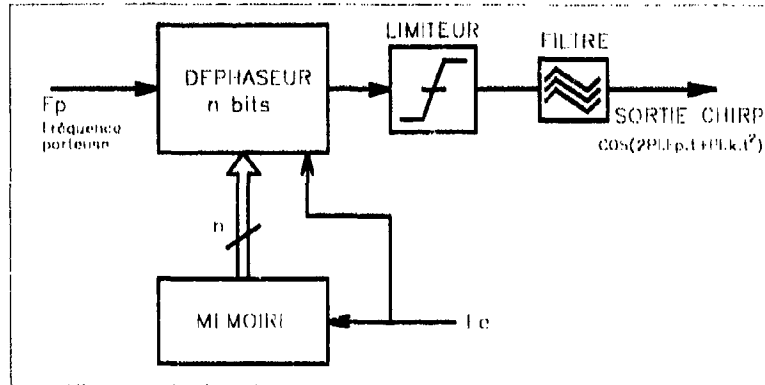 LIMITEUR
FILTRE
DEPHASEUR
n bits
Fp
Fréquence
porteuse
SORTIE CHIRP
COS(2PI.Fp.t+PI.k.t²)
n
MEMOIRE
Fe